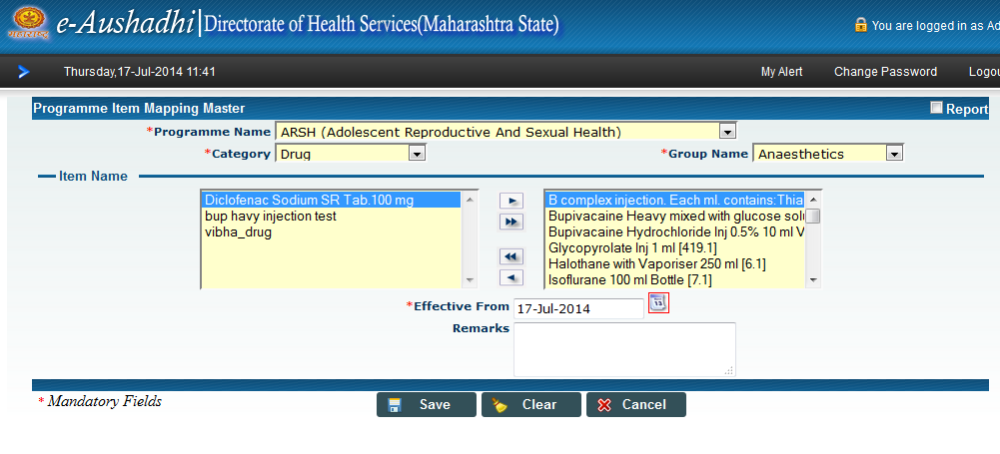 e-Aushadhi|Directorate of Health Services(Maharashtra State)
You are logged in as
Thursday,17-Jul-2014 11:41 My Alert Change Password Logou
Programme Item Mapping Master Report
*Programme Name ARSH (Adolescent Reproductive And Sexual Health)
*Category Drug *Group Name Anaesthetics
Item Name
Diclofenac Sodium SR Tab.100 mg
bup havy injection test
vibha_drug
B complex injection. Each ml. contains:Thia
Bupivacaine Heavy mixed with glucose solu
Bupivacaine Hydrochloride Inj 0.5% 10 ml V
Glycopyrolate Inj 1 ml [419.1]
Halothane with Vaporiser 250 ml [6.1]
Isoflurane 100 ml Bottle [7.1]
*Effective From 17-Jul-2014
Remarks
* Mandatory Fields
Save Clear Cancel